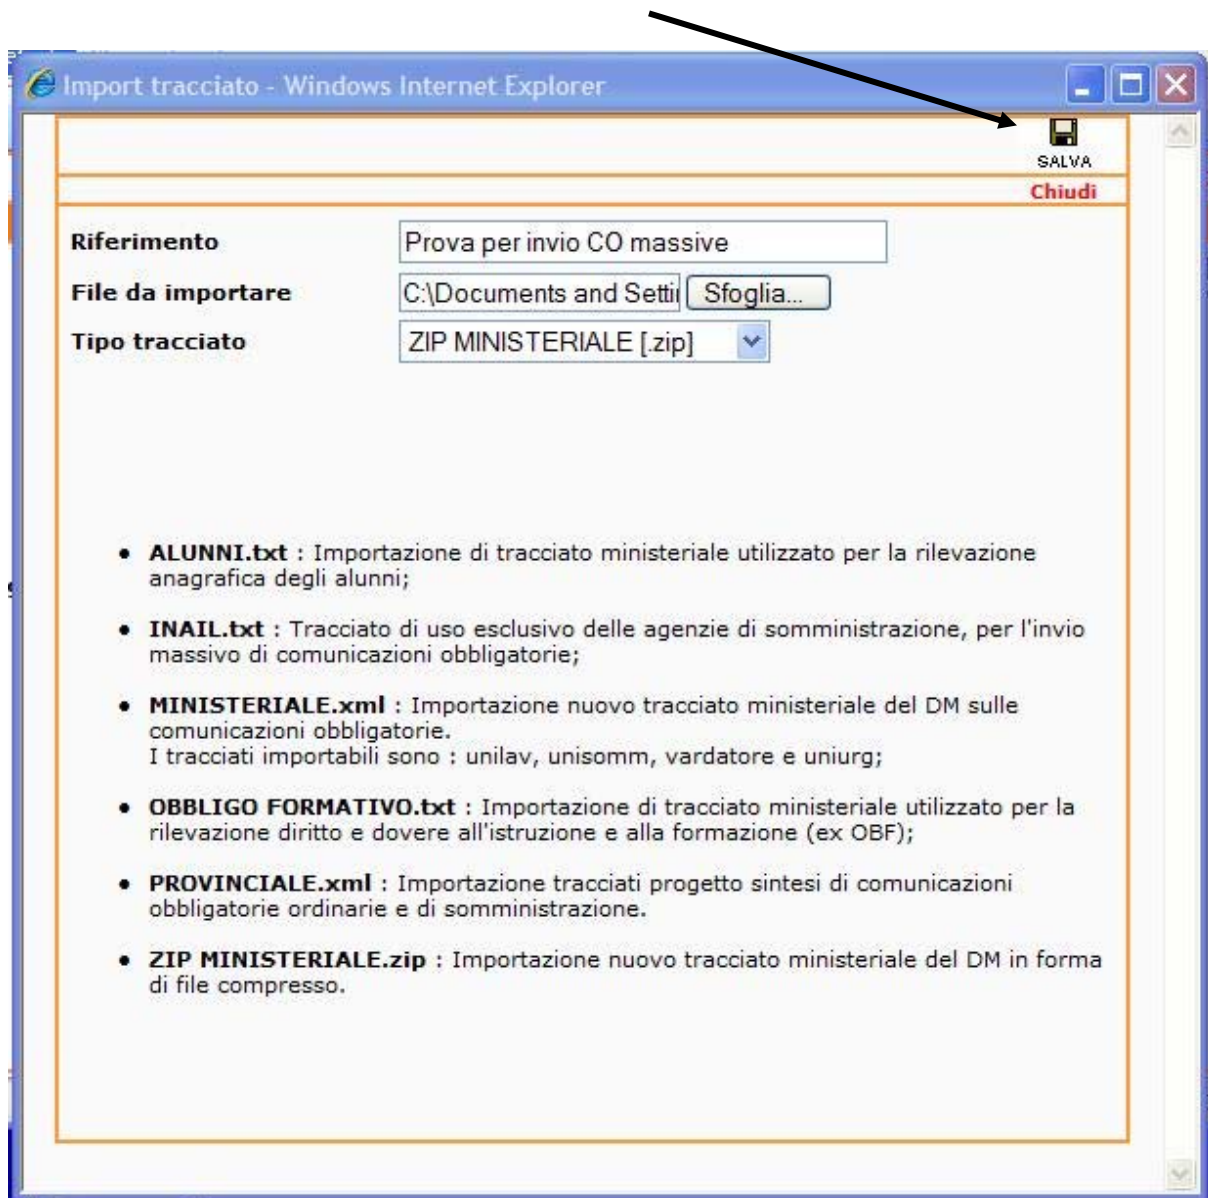 Import tracciato - Windows Internet Explorer
SALVA
Chiudi
Riferimento Prova per invio CO massive
File da importare C:\Documents and Setti Sfoglia...
Tipo tracciato ZIP MINISTERIALE [.zip]
• ALUNNI.txt : Importazione di tracciato ministeriale utilizzato per la rilevazione
anagrafica degli alunni;
• INAIL.txt : Tracciato di uso esclusivo delle agenzie di somministrazione, per l'invio
massivo di comunicazioni obbligatorie;
• MINISTERIALE.xml : Importazione nuovo tracciato ministeriale del DM sulle
comunicazioni obbligatorie.
I tracciati importabili sono : unilav, unisomm, vardatore e uniurg;
• OBBLIGO FORMATIVO.txt : Importazione di tracciato ministeriale utilizzato per la
rilevazione diritto e dovere all'istruzione e alla formazione (ex OBF);
• PROVINCIALE.xml : Importazione tracciati progetto sintesi di comunicazioni
obbligatorie ordinarie e di somministrazione.
• ZIP MINISTERIALE.zip : Importazione nuovo tracciato ministeriale del DM in forma
di file compresso.